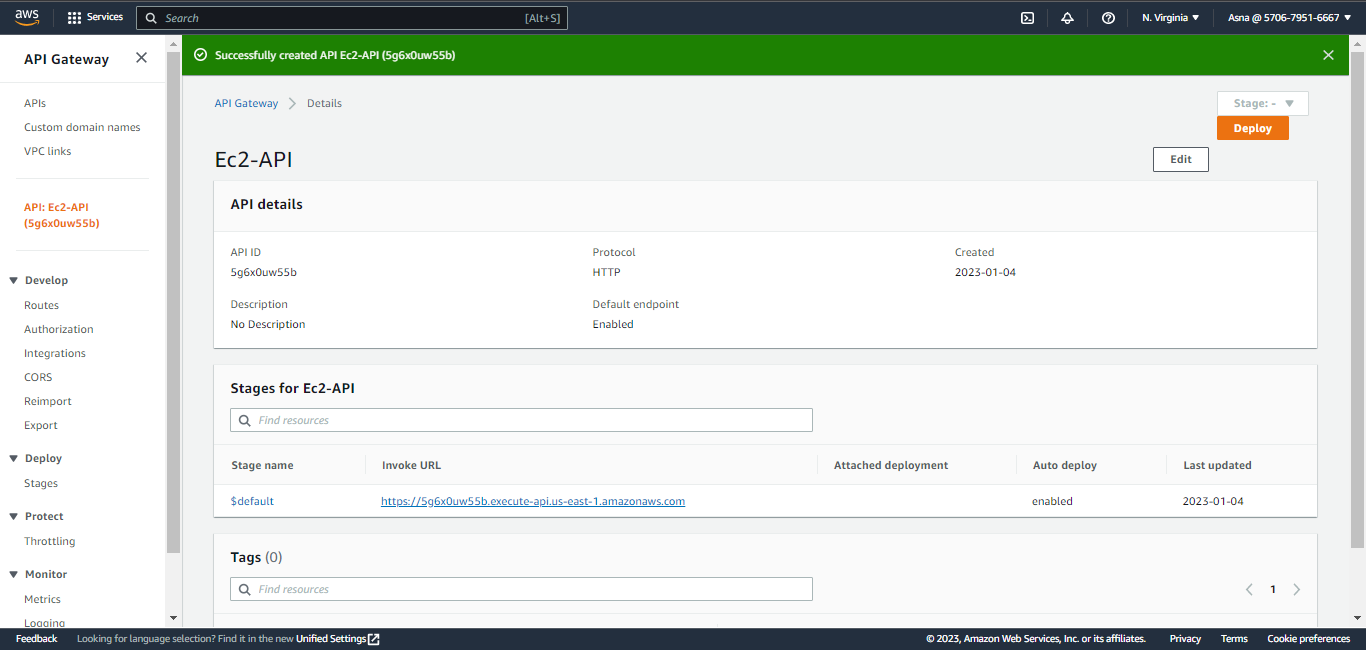 aws Services Search [Alt+S] N. Virginia Asna @ 5706-7951-6667
API Gateway
APIs
Custom domain names
VPC links
API: Ec2-API
(5g6x0uw55b)
Develop
Routes
Authorization
Integrations
CORS
Reimport
Export
Deploy
Stages
Protect
Throttling
Monitor
Metrics
Logging
Successfully created API Ec2-API (5g6x0uw55b)
API Gateway Details
Stage: -
Deploy
Ec2-API
Edit
API details
API ID Protocol Created
5g6x0uw55b HTTP 2023-01-04
Description Default endpoint
No Description Enabled
Stages for Ec2-API
Find resources
Stage name Invoke URL Attached deployment Auto deploy Last updated
$default https://5g6x0uw55b.execute-api.us-east-1.amazonaws.com enabled 2023-01-04
Tags (0)
Find resources
1
Feedback Looking for language selection? Find it in the new Unified Settings © 2023, Amazon Web Services, Inc. or its affiliates. Privacy Terms Cookie preferences